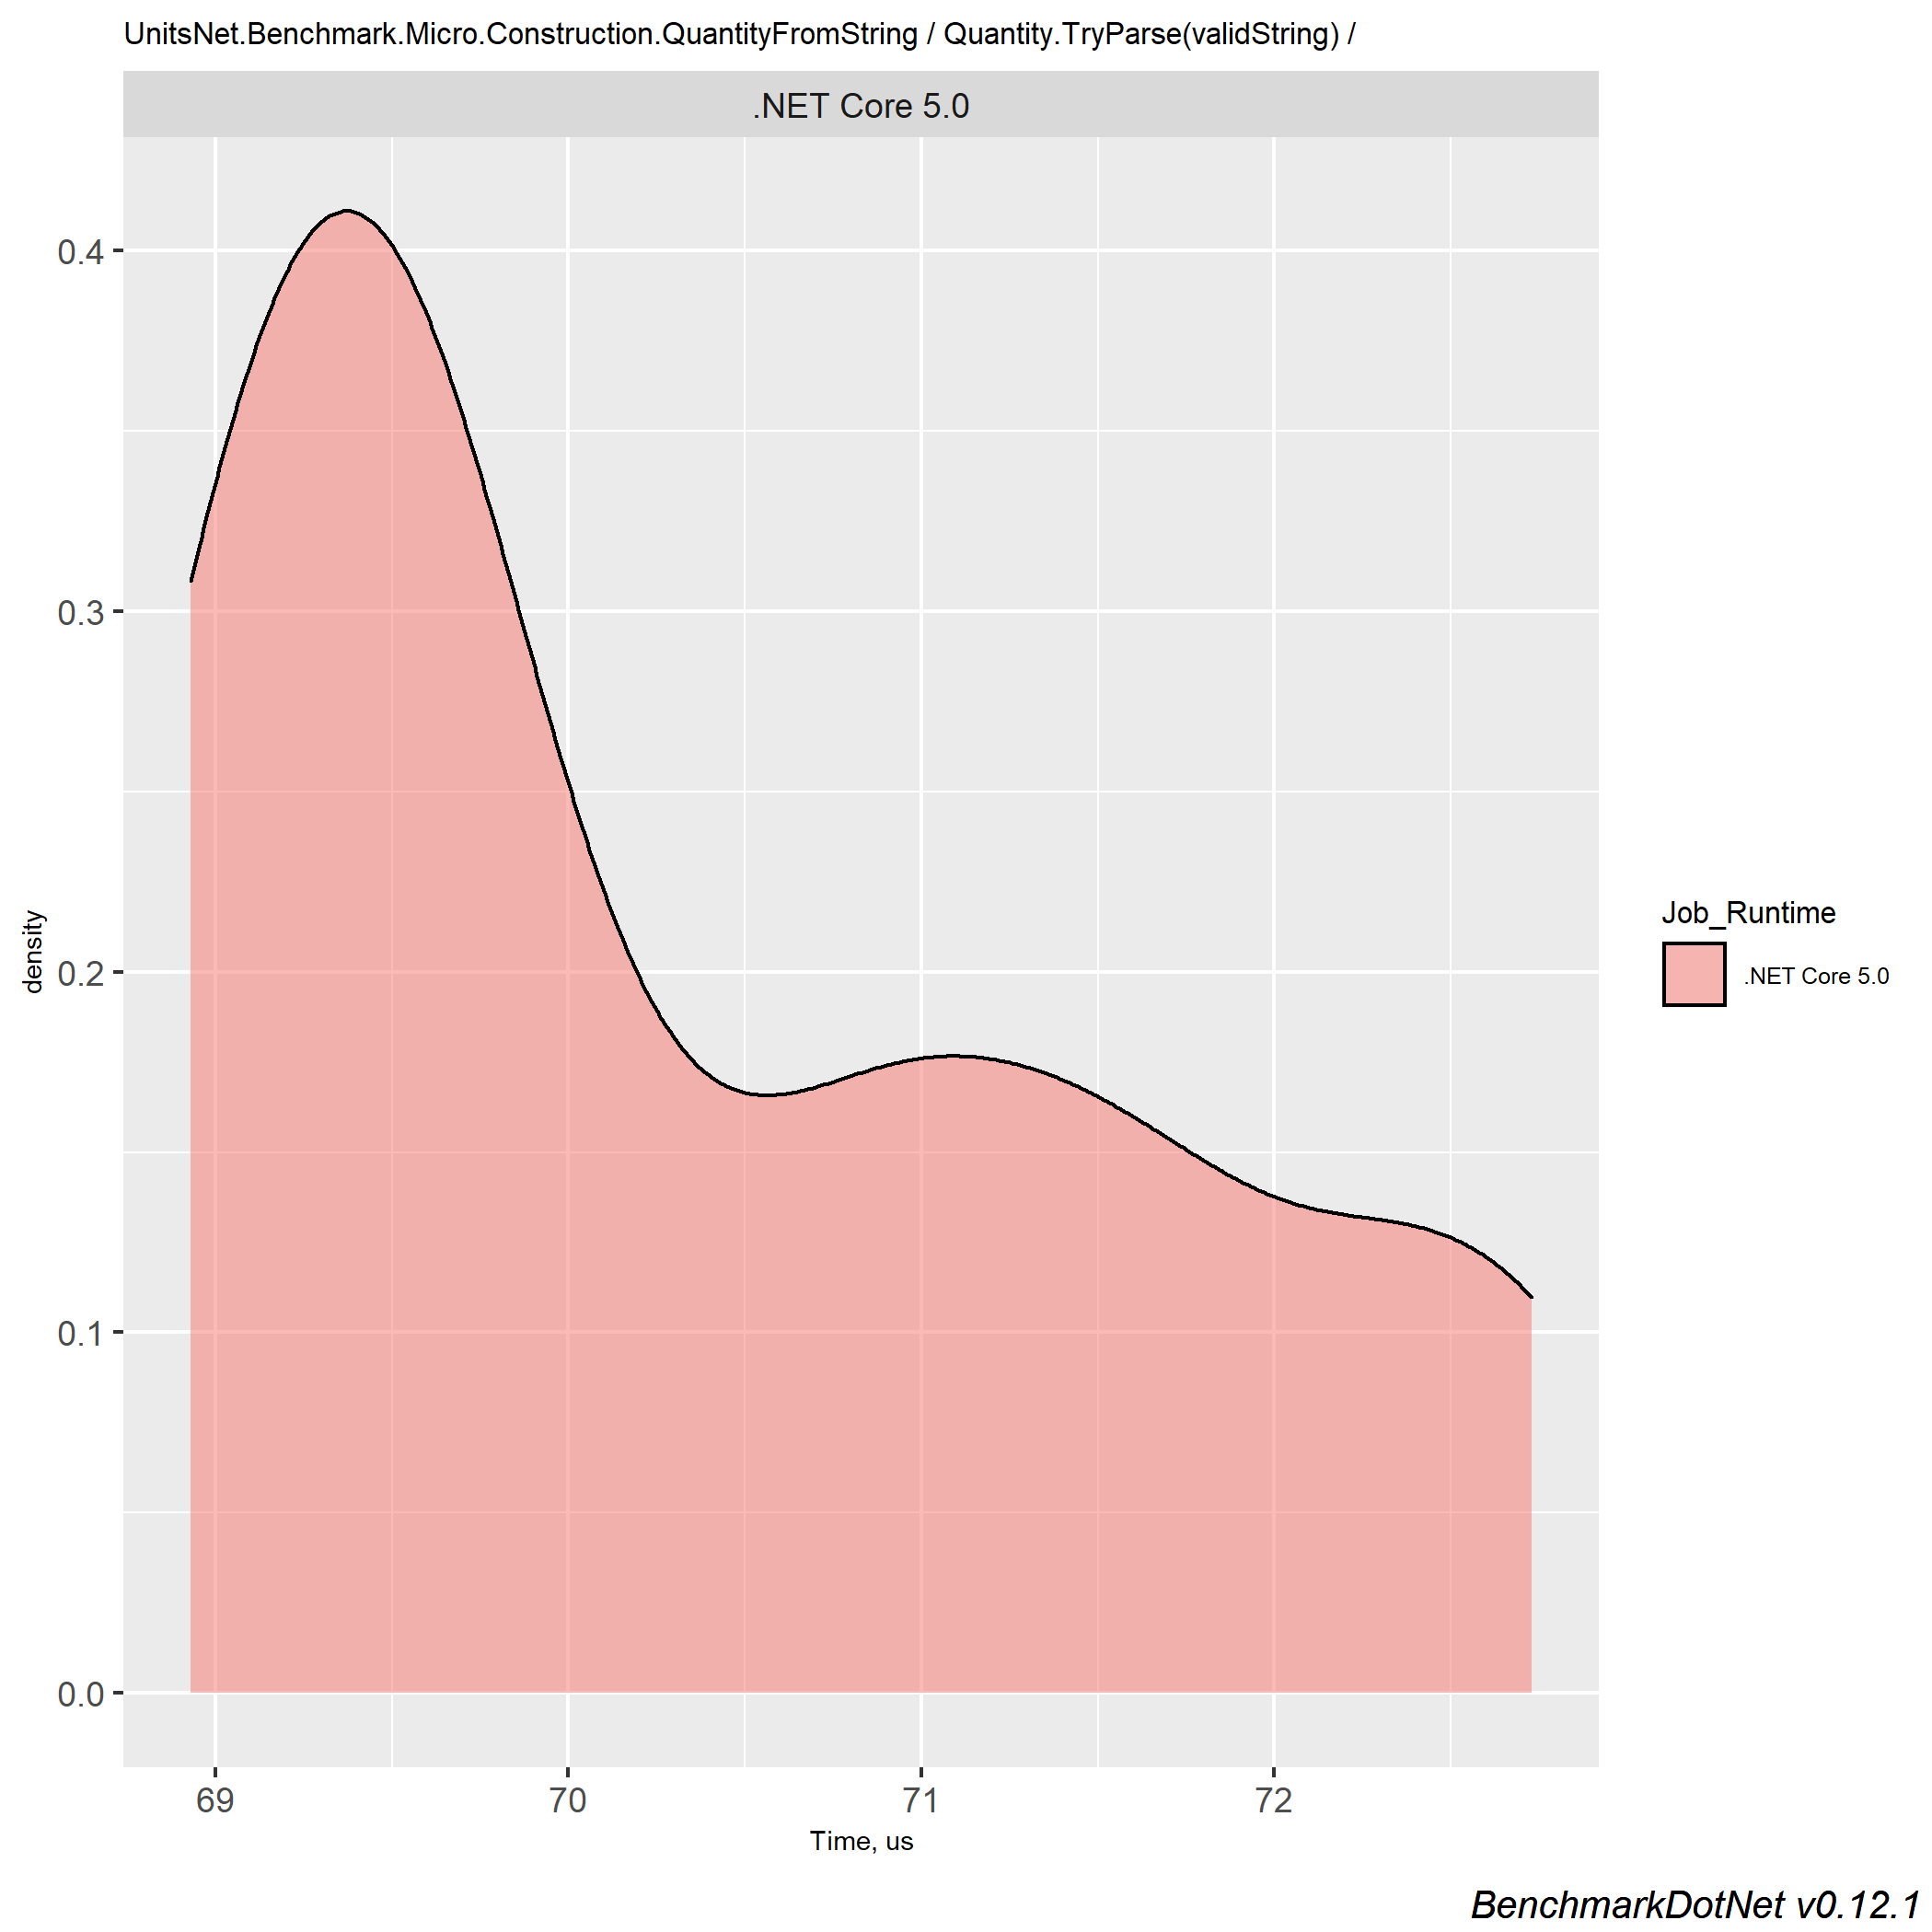 UnitsNet.Benchmark.Micro.Construction.QuantityFromString / Quantity.TryParse(validString) /
.NET Core 5.0
0.4
0.3
0.2
0.1
0.0
density
69 70 71 72
Time, us
Job_Runtime
.NET Core 5.0
BenchmarkDotNet v0.12.1